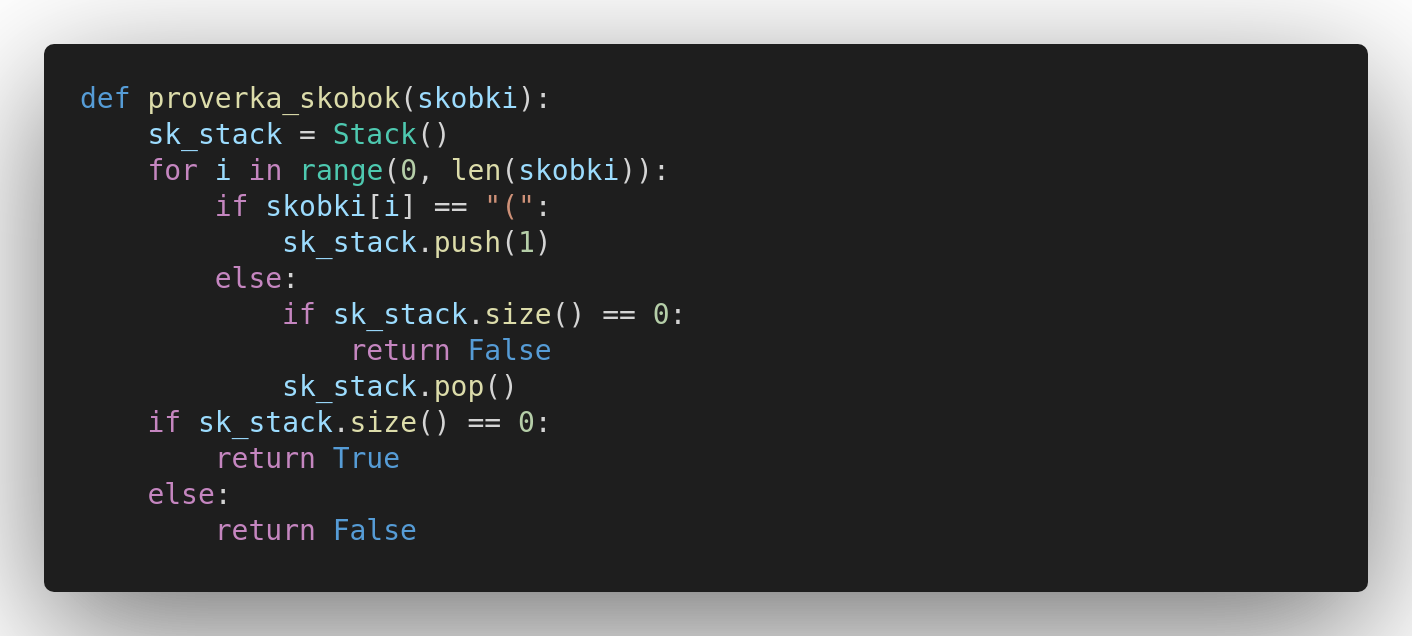 def proverka_skobok(skobki):
    sk_stack = Stack()
    for i in range(0, len(skobki)):
        if skobki[i] == "(":
            sk_stack.push(1)
        else:
            if sk_stack.size() == 0:
                return False
            sk_stack.pop()
    if sk_stack.size() == 0:
        return True
    else:
        return False